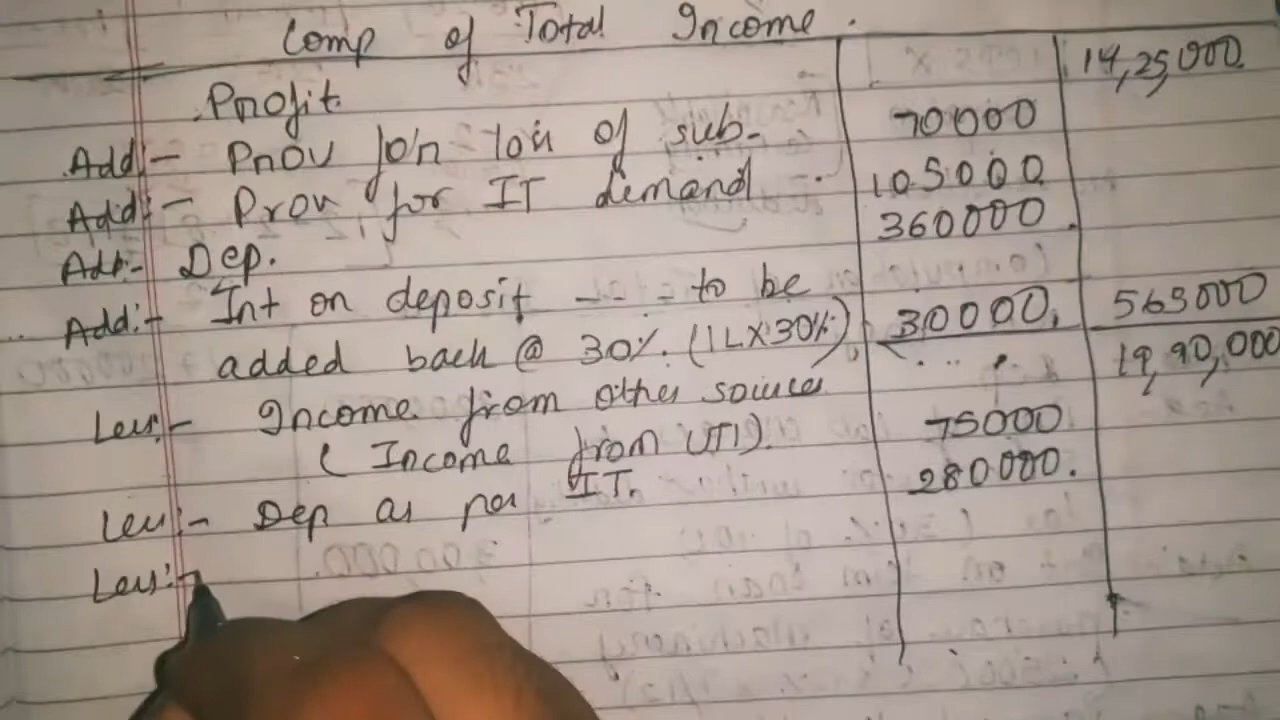 Comp of Total Income.
Profit. 14,25,000
Add:- Prov for loss of sub. 70000
Add:- Prov for IT demand. 105000
Add:- Dep. 360000.
Add:- Int on deposit --- to be
added back @ 30%. (1L×30%). 30000. 565000
19,90,000
Less:- Income from other source
(Income from UTI). 75000
Less:- Dep as per IT. 280000.
Less:-